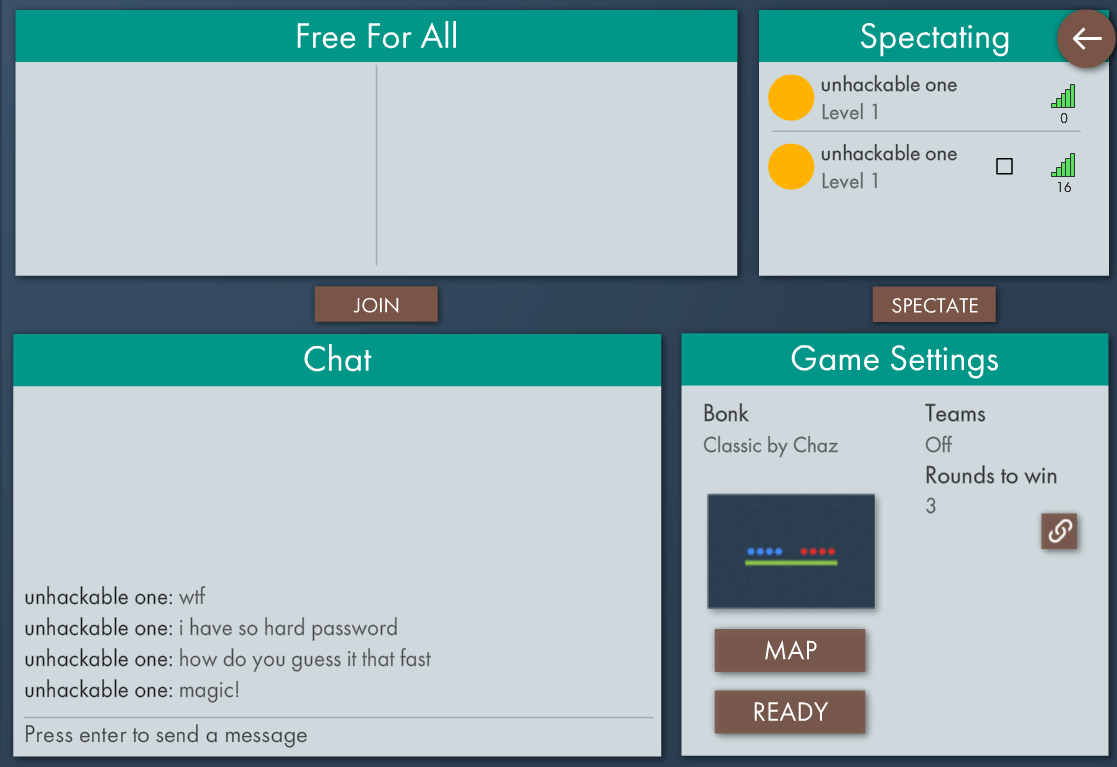 Free For All
Spectating
unhackable one
Level 1
0
unhackable one
Level 1
16
JOIN
SPECTATE
Chat
unhackable one: wtf
unhackable one: i have so hard password
unhackable one: how do you guess it that fast
unhackable one: magic!
Press enter to send a message
Game Settings
Bonk
Classic by Chaz
Teams
Off
Rounds to win
3
MAP
READY